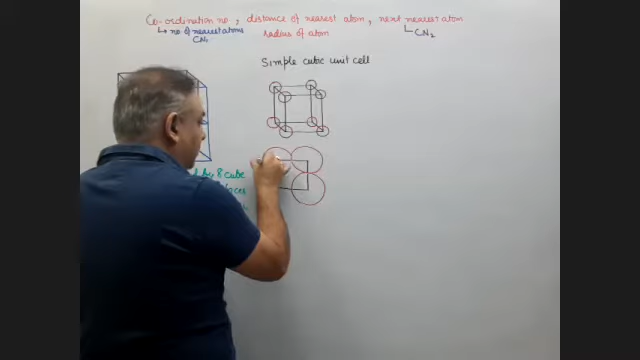 Co-ordination no, distance of nearest atom, next nearest atom
↳ no of nearest atoms radius of atom ↳ CN₂
CN₁
Simple cubic unit cell
8 cube